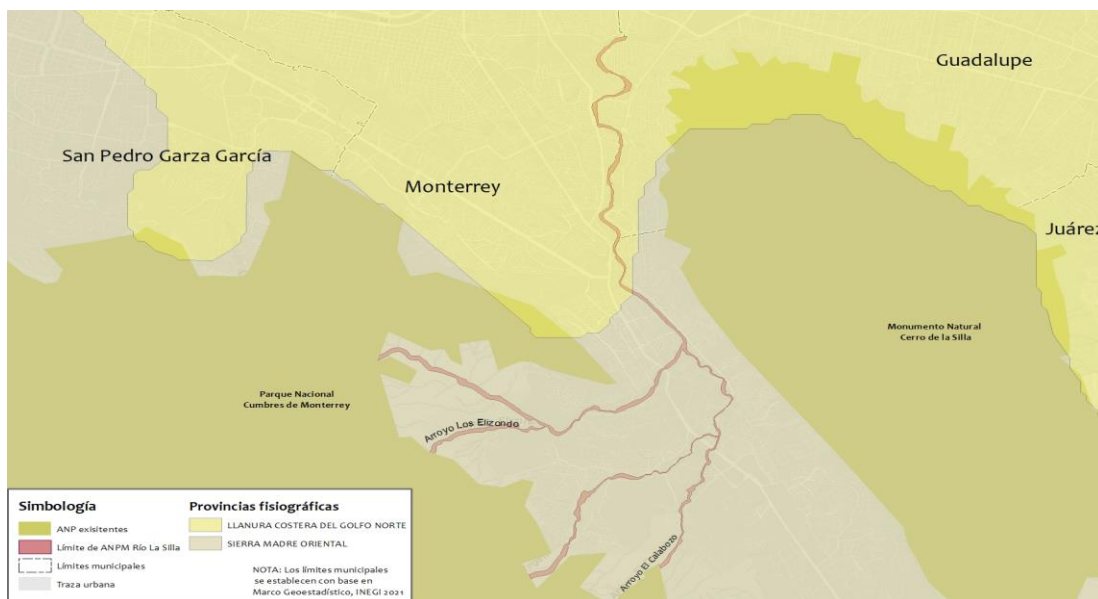 Guadalupe
San Pedro Garza García
Monterrey
Juárez
Monumento Natural
Cerro de la Silla
Parque Nacional
Cumbres de Monterrey
Arroyo Los Elizondo
Arroyo El Calabozo
Simbología
ANP exisitentes
Límite de ANPM Río La Silla
Límites municipales
Traza urbana
Provincias fisiográficas
LLANURA COSTERA DEL GOLFO NORTE
SIERRA MADRE ORIENTAL
NOTA: Los límites municipales
se establecen con base en
Marco Geoestadístico, INEGI 2021